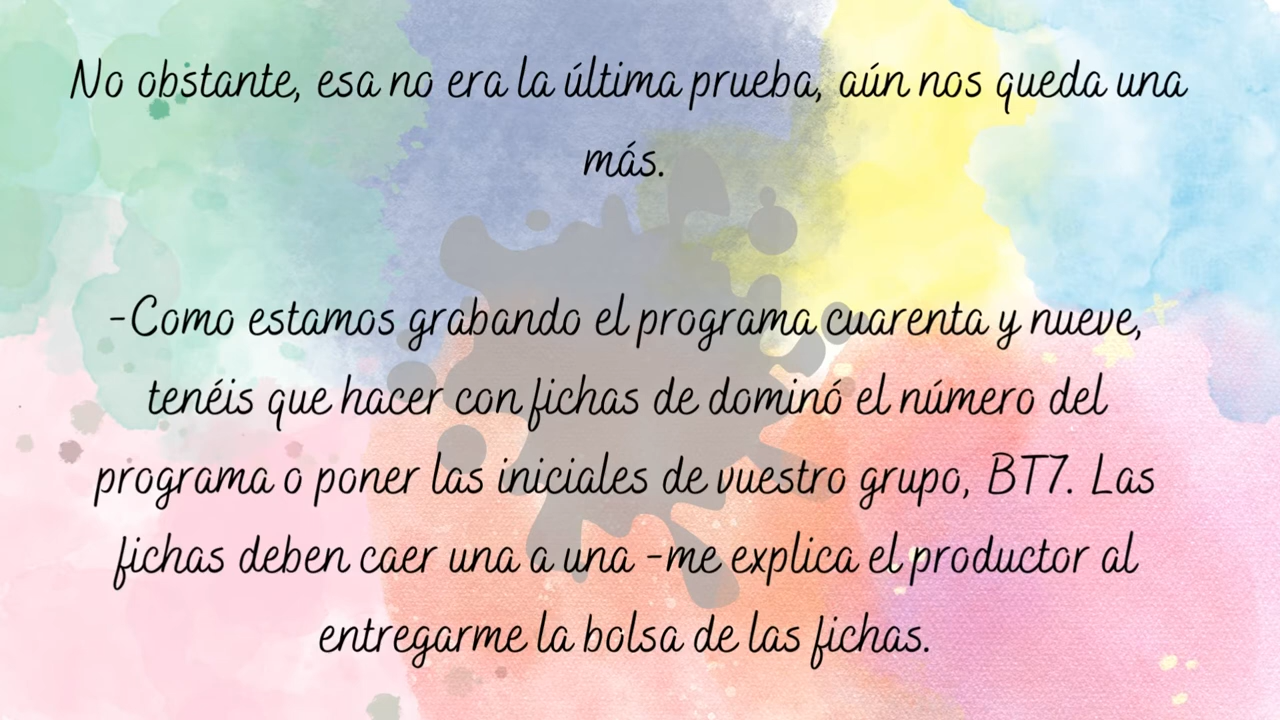 No obstante, esa no era la última prueba, aún nos queda una
más.
-Como estamos grabando el programa cuarenta y nueve,
tenéis que hacer con fichas de dominó el número del
programa o poner las iniciales de vuestro grupo, BT7. Las
fichas deben caer una a una -me explica el productor al
entregarme la bolsa de las fichas.